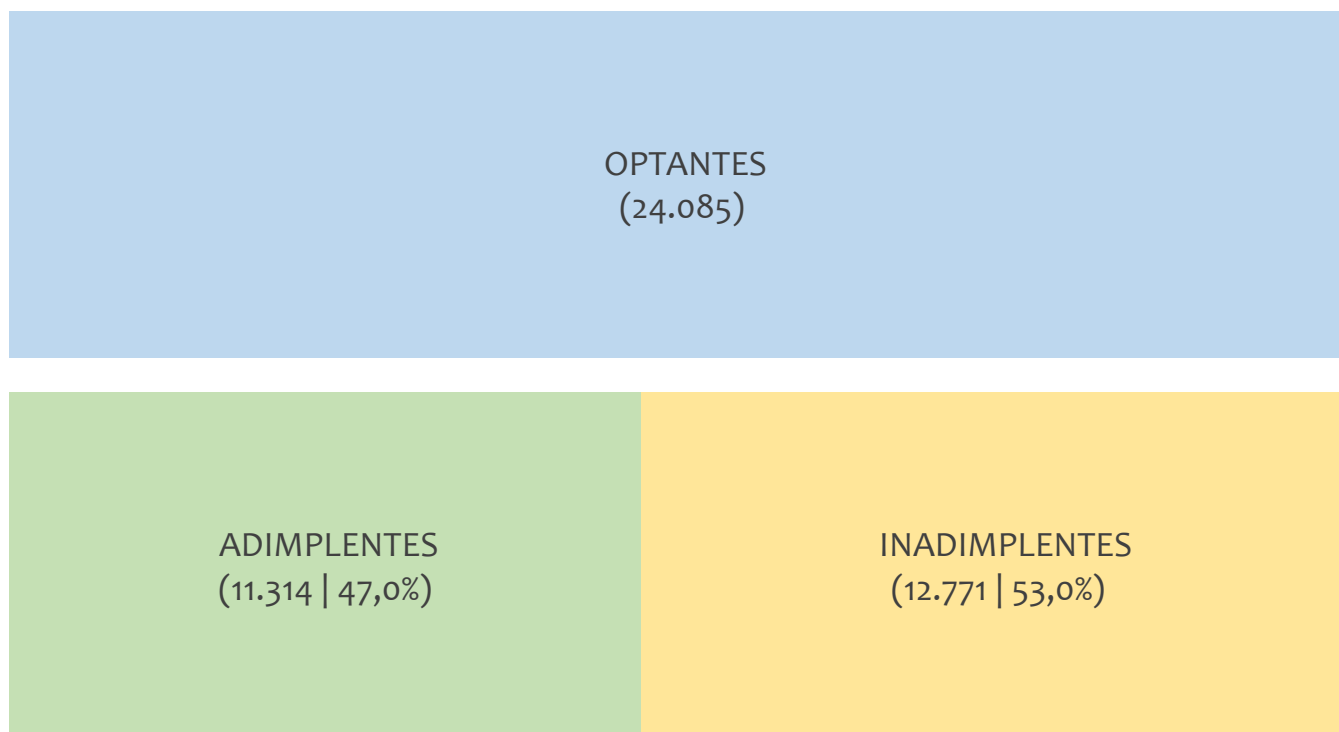 OPTANTES
(24.085)
ADIMPLENTES
(11.314 | 47,0%)
INADIMPLENTES
(12.771 | 53,0%)